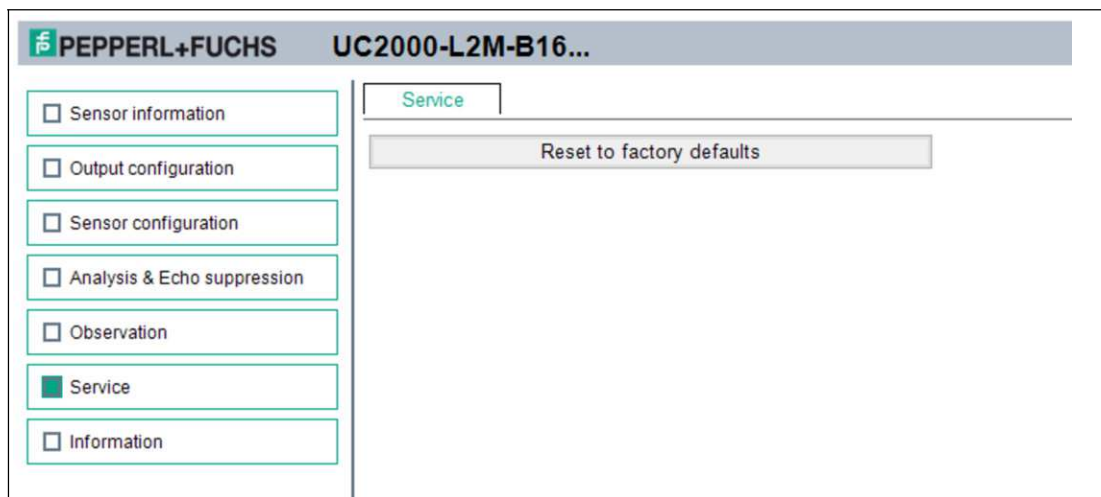 PEPPERL+FUCHS UC2000-L2M-B16...
Sensor information
Output configuration
Sensor configuration
Analysis & Echo suppression
Observation
Service
Information
Service
Reset to factory defaults